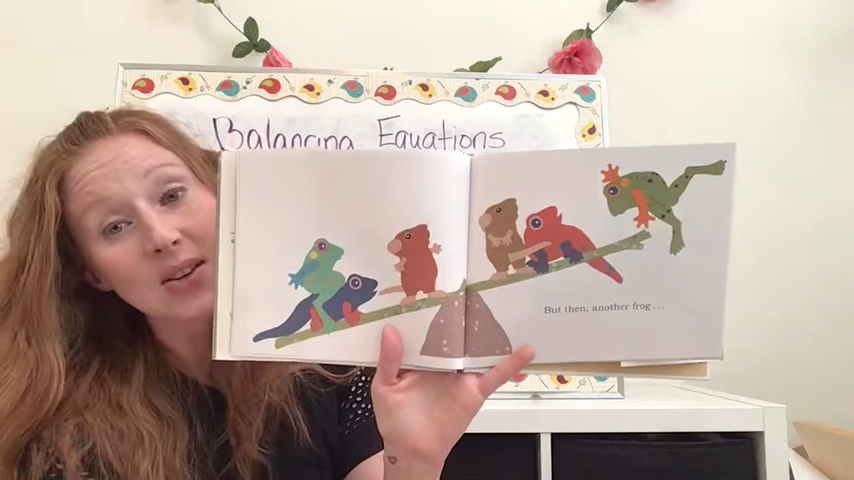 Balancing Equations
But then, another frog...